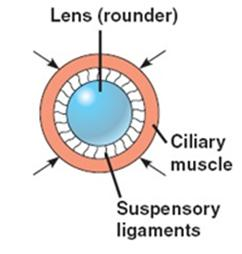 Lens (rounder)
Ciliary
muscle
Suspensory
ligaments